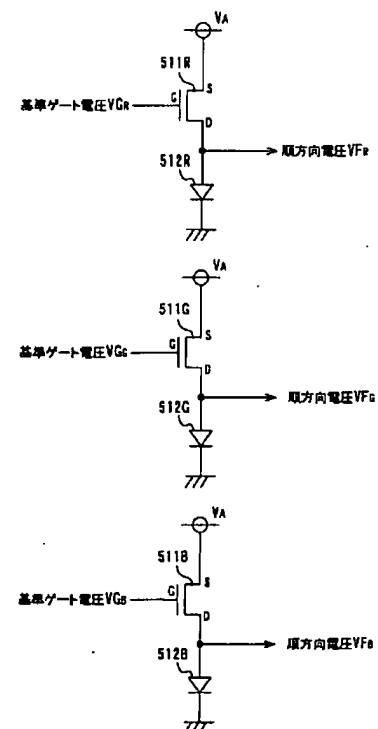 VA
511R
S
基準ゲート電圧VGR
G
D
512R
順方向電圧VFR
VA
511G
S
基準ゲート電圧VGG
G
D
512G
順方向電圧VFG
VA
511B
S
基準ゲート電圧VGB
G
D
512B
順方向電圧VFB